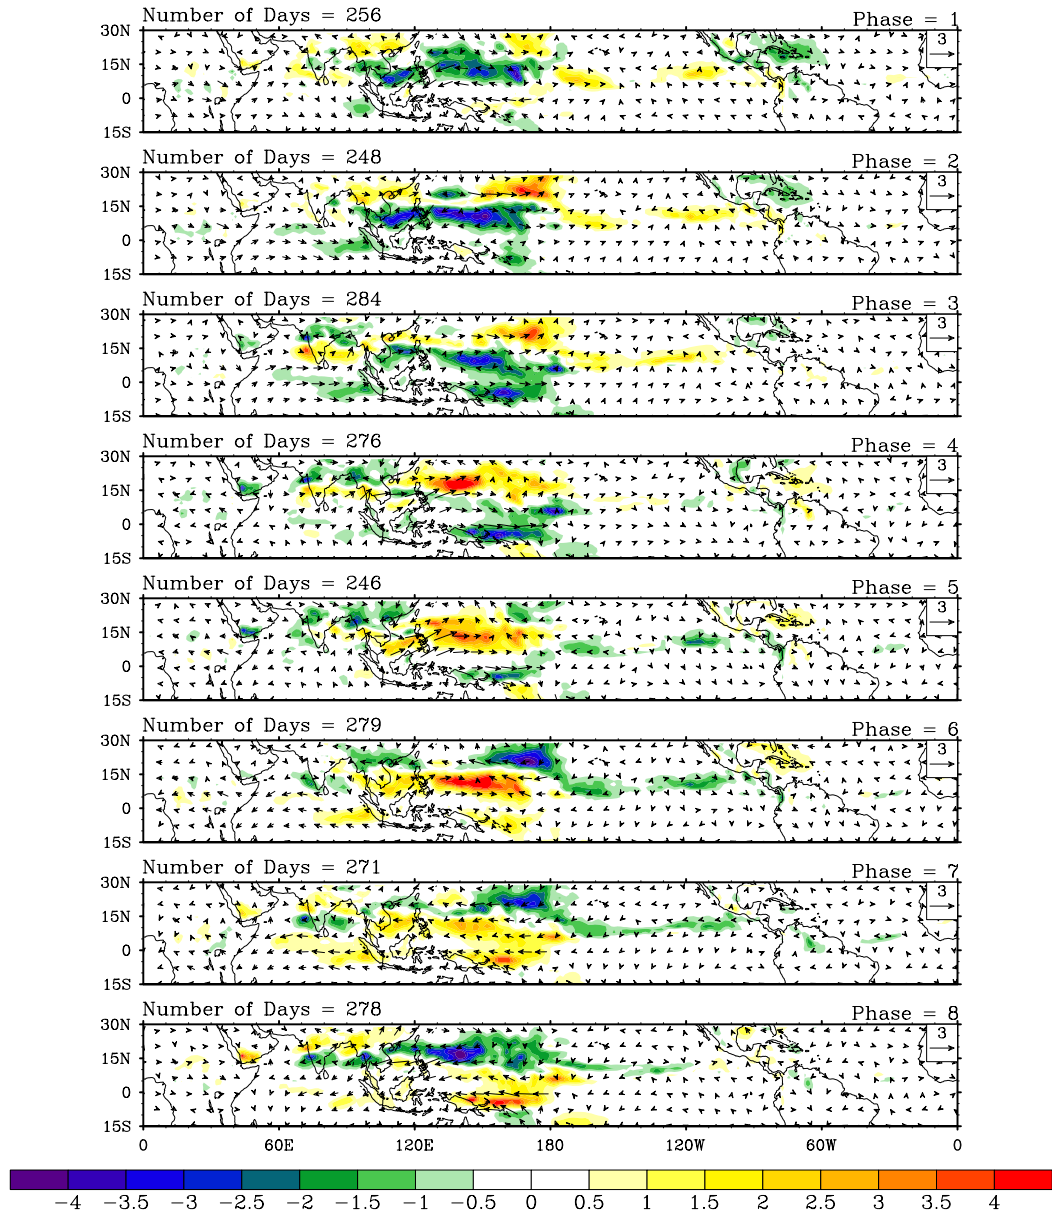 Number of Days = 256 Phase = 1
3
30N
15N
0
15S
Number of Days = 248 Phase = 2
3
30N
15N
0
15S
Number of Days = 284 Phase = 3
3
30N
15N
0
15S
Number of Days = 276 Phase = 4
3
30N
15N
0
15S
Number of Days = 246 Phase = 5
3
30N
15N
0
15S
Number of Days = 279 Phase = 6
3
30N
15N
0
15S
Number of Days = 271 Phase = 7
3
30N
15N
0
15S
Number of Days = 278 Phase = 8
3
30N
15N
0
15S
0 60E 120E 180 120W 60W 0
-4 -3.5 -3 -2.5 -2 -1.5 -1 -0.5 0 0.5 1 1.5 2 2.5 3 3.5 4